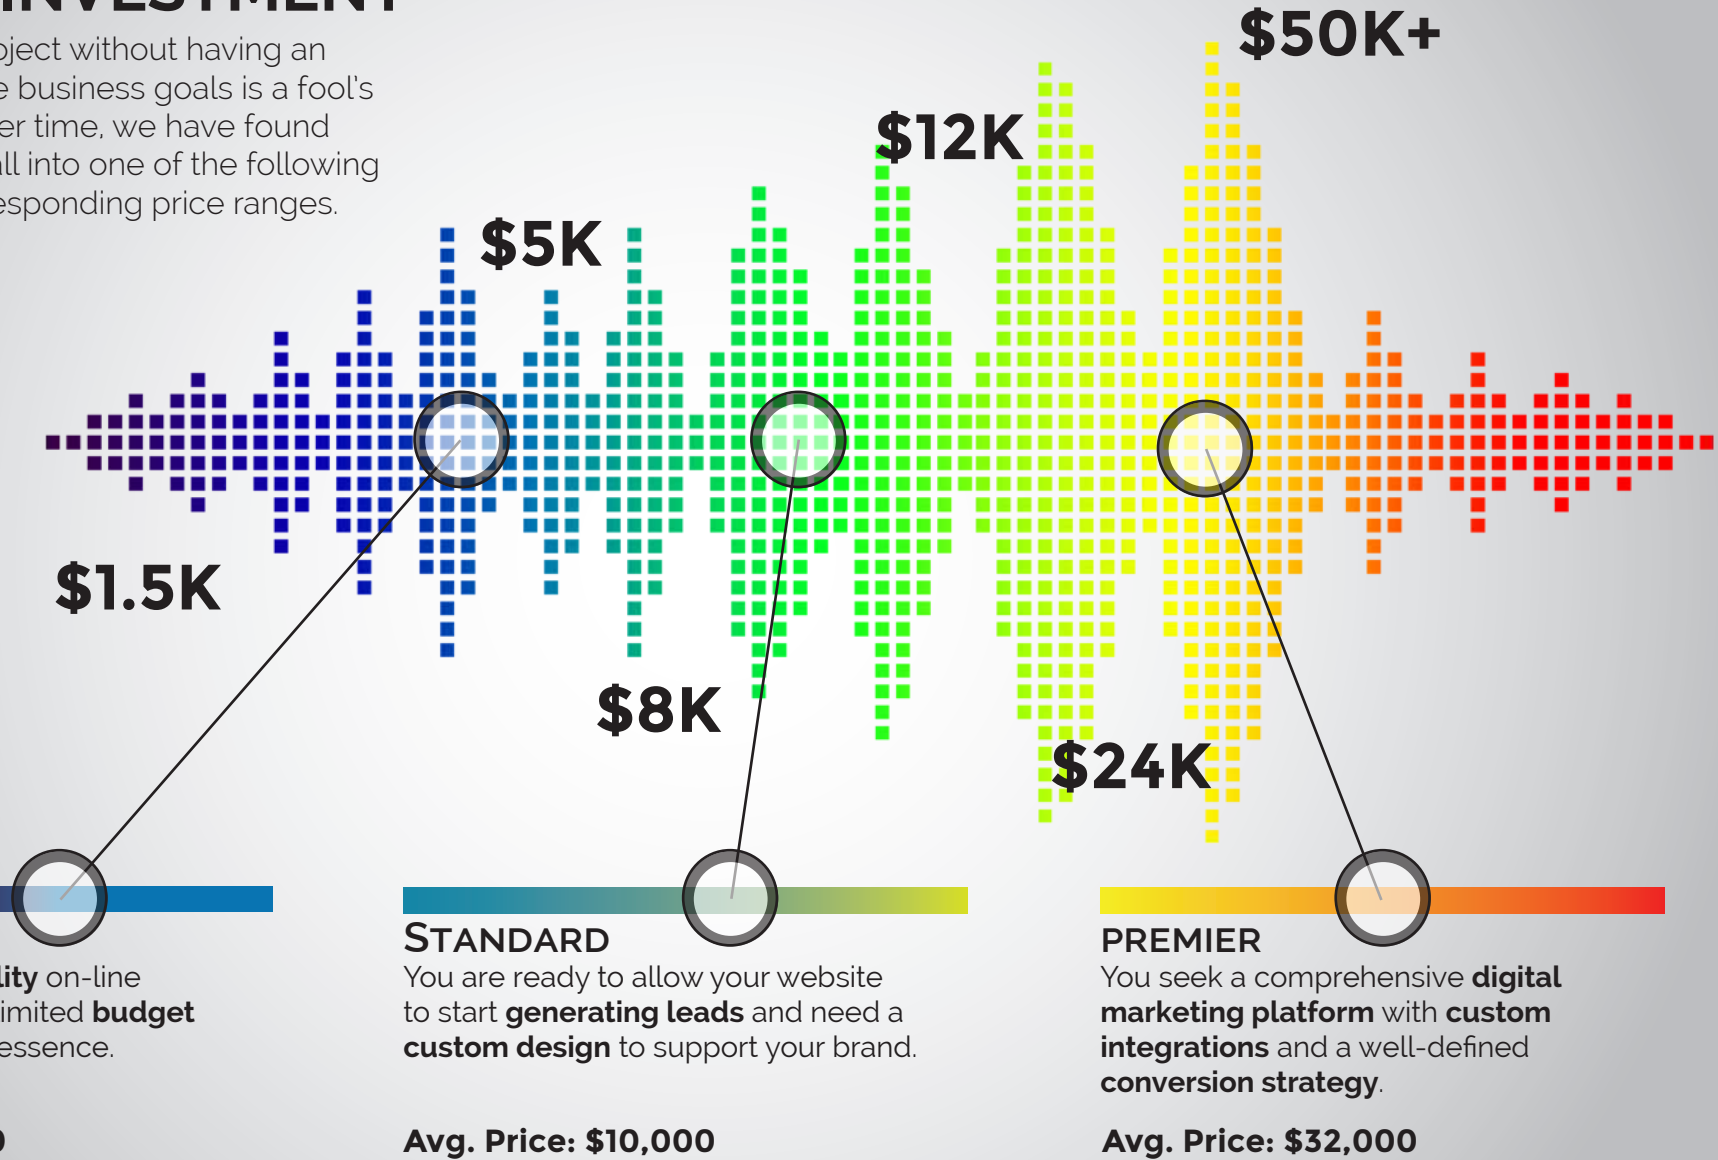 INVESTMENT
oject without having an
e business goals is a fool's
er time, we have found
all into one of the following
esponding price ranges.
$50K+
$12K
$5K
$1.5K
$8K
$24K
lity on-line
imited budget
essence.
0
STANDARD
You are ready to allow your website
to start generating leads and need a
custom design to support your brand.
Avg. Price: $10,000
PREMIER
You seek a comprehensive digital
marketing platform with custom
integrations and a well-defined
conversion strategy.
Avg. Price: $32,000